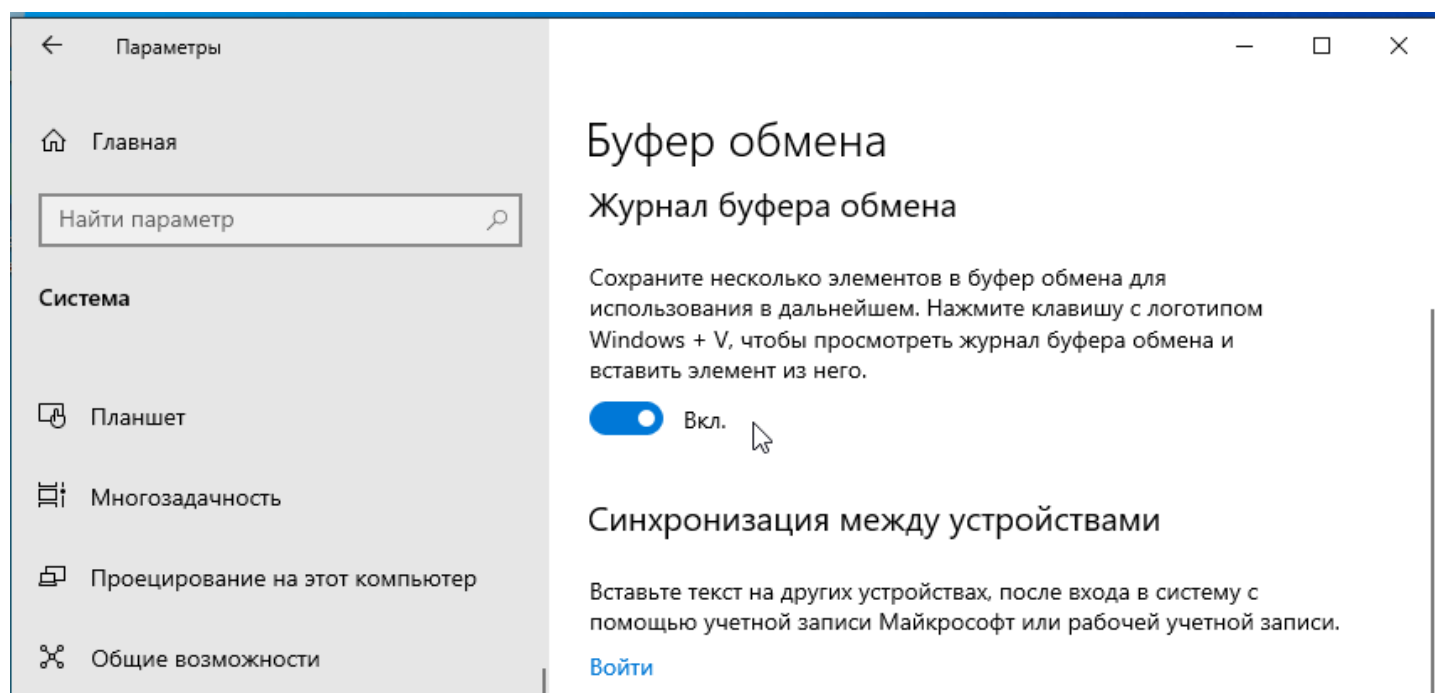 Параметры
Главная
Найти параметр
Система
Планшет
Многозадачность
Проецирование на этот компьютер
Общие возможности
Буфер обмена
Журнал буфера обмена
Сохраните несколько элементов в буфер обмена для
использования в дальнейшем. Нажмите клавишу с логотипом
Windows + V, чтобы просмотреть журнал буфера обмена и
вставить элемент из него.
Вкл.
Синхронизация между устройствами
Вставьте текст на других устройствах, после входа в систему с
помощью учетной записи Майкрософт или рабочей учетной записи.
Войти